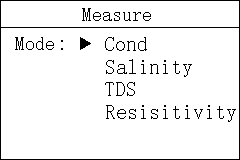 Measure
Mode: ▶ Cond
Salinity
TDS
Resisitivity